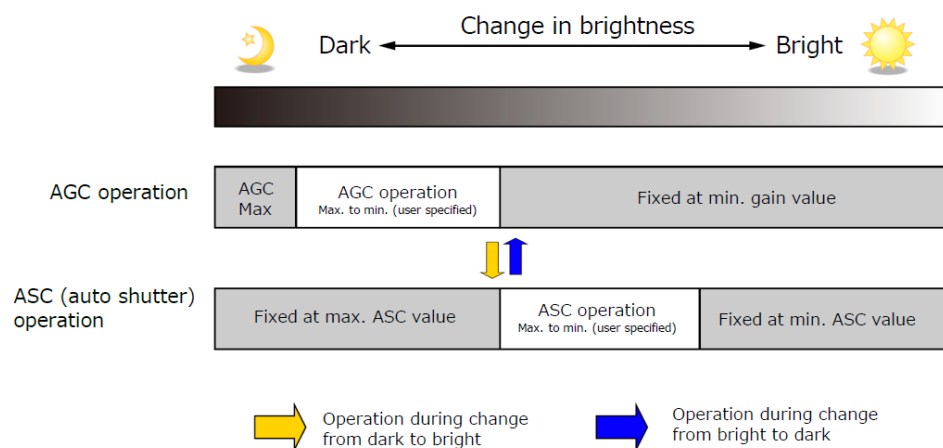 Change in brightness
Dark
Bright
AGC operation
AGC
Max
AGC operation
Max. to min. (user specified)
Fixed at min. gain value
ASC (auto shutter)
operation
Fixed at max. ASC value
ASC operation
Max. to min. (user specified)
Fixed at min. ASC value
Operation during change
from dark to bright
Operation during change
from bright to dark